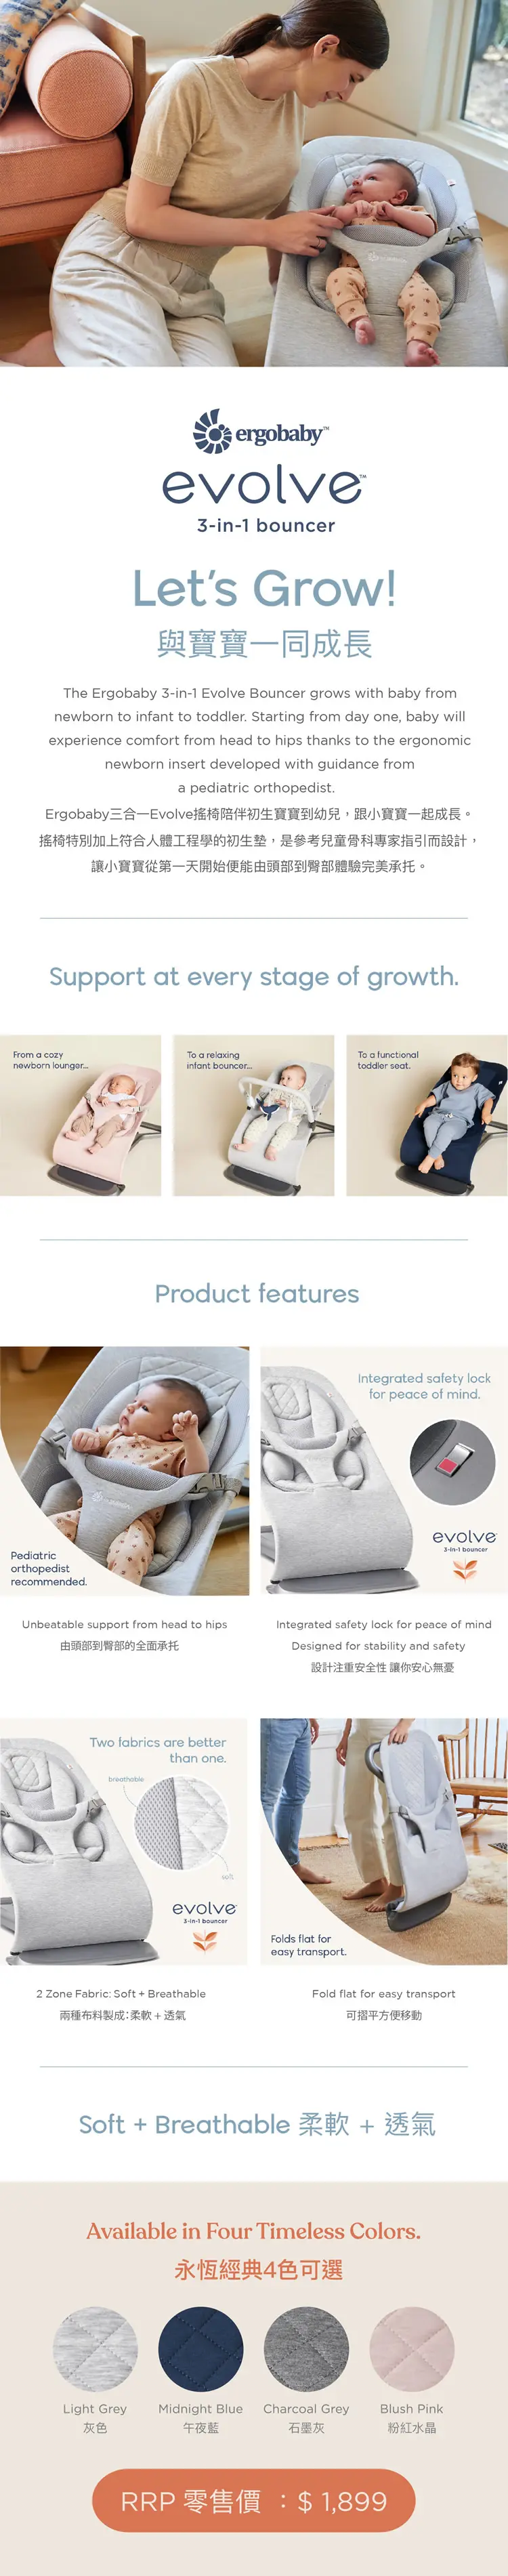 ergobaby™
evolve™
3-in-1 bouncer
Let's Grow!
與寶寶一同成長
The Ergobaby 3-in-1 Evolve Bouncer grows with baby from
newborn to infant to toddler. Starting from day one, baby will
experience comfort from head to hips thanks to the ergonomic
newborn insert developed with guidance from
a pediatric orthopedist.
Ergobaby三合一Evolve搖椅陪伴初生寶寶到幼兒，跟小寶寶一起成長。
搖椅特別加上符合人體工程學的初生墊，是參考兒童骨科專家指引而設計，
讓小寶寶從第一天開始便能由頭部到臀部體驗完美承托。
Support at every stage of growth.
From a cozy
newborn lounger...
To a relaxing
infant bouncer...
To a functional
toddler seat.
Product features
Pediatric
orthopedist
recommended.
Integrated safety lock
for peace of mind.
evolve
3-in-1 bouncer
Unbeatable support from head to hips
由頭部到臀部的全面承托
Integrated safety lock for peace of mind
Designed for stability and safety
設計注重安全性 讓你安心無憂
Two fabrics are better
than one.
breathable
soft
evolve
3-in-1 bouncer
Folds flat for
easy transport.
2 Zone Fabric: Soft + Breathable
兩種布料製成：柔軟 + 透氣
Fold flat for easy transport
可摺平方便移動
Soft + Breathable 柔軟 + 透氣
Available in Four Timeless Colors.
永恆經典4色可選
Light Grey
灰色
Midnight Blue
午夜藍
Charcoal Grey
石墨灰
Blush Pink
粉紅水晶
RRP 零售價 ：$ 1,899